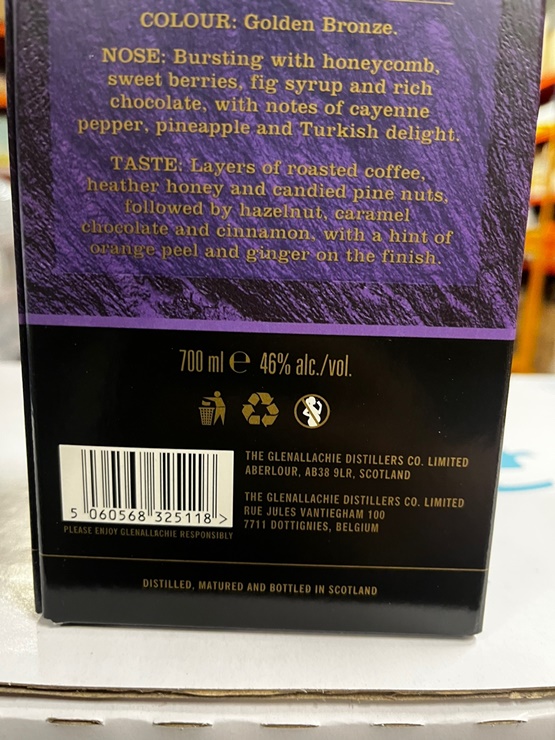 COLOUR: Golden Bronze.
NOSE: Bursting with honeycomb,
sweet berries, fig syrup and rich
chocolate, with notes of cayenne
pepper, pineapple and Turkish delight.
TASTE: Layers of roasted coffee,
heather honey and candied pine nuts,
followed by hazelnut, caramel
chocolate and cinnamon, with a hint of
orange peel and ginger on the finish.
700 ml ℮ 46% alc./vol.
5 060568 325118 >
PLEASE ENJOY GLENALLACHIE RESPONSIBLY
THE GLENALLACHIE DISTILLERS CO. LIMITED
ABERLOUR, AB38 9LR, SCOTLAND
THE GLENALLACHIE DISTILLERS CO. LIMITED
RUE JULES VANTIEGHAM 100
7711 DOTTIGNIES, BELGIUM
DISTILLED, MATURED AND BOTTLED IN SCOTLAND